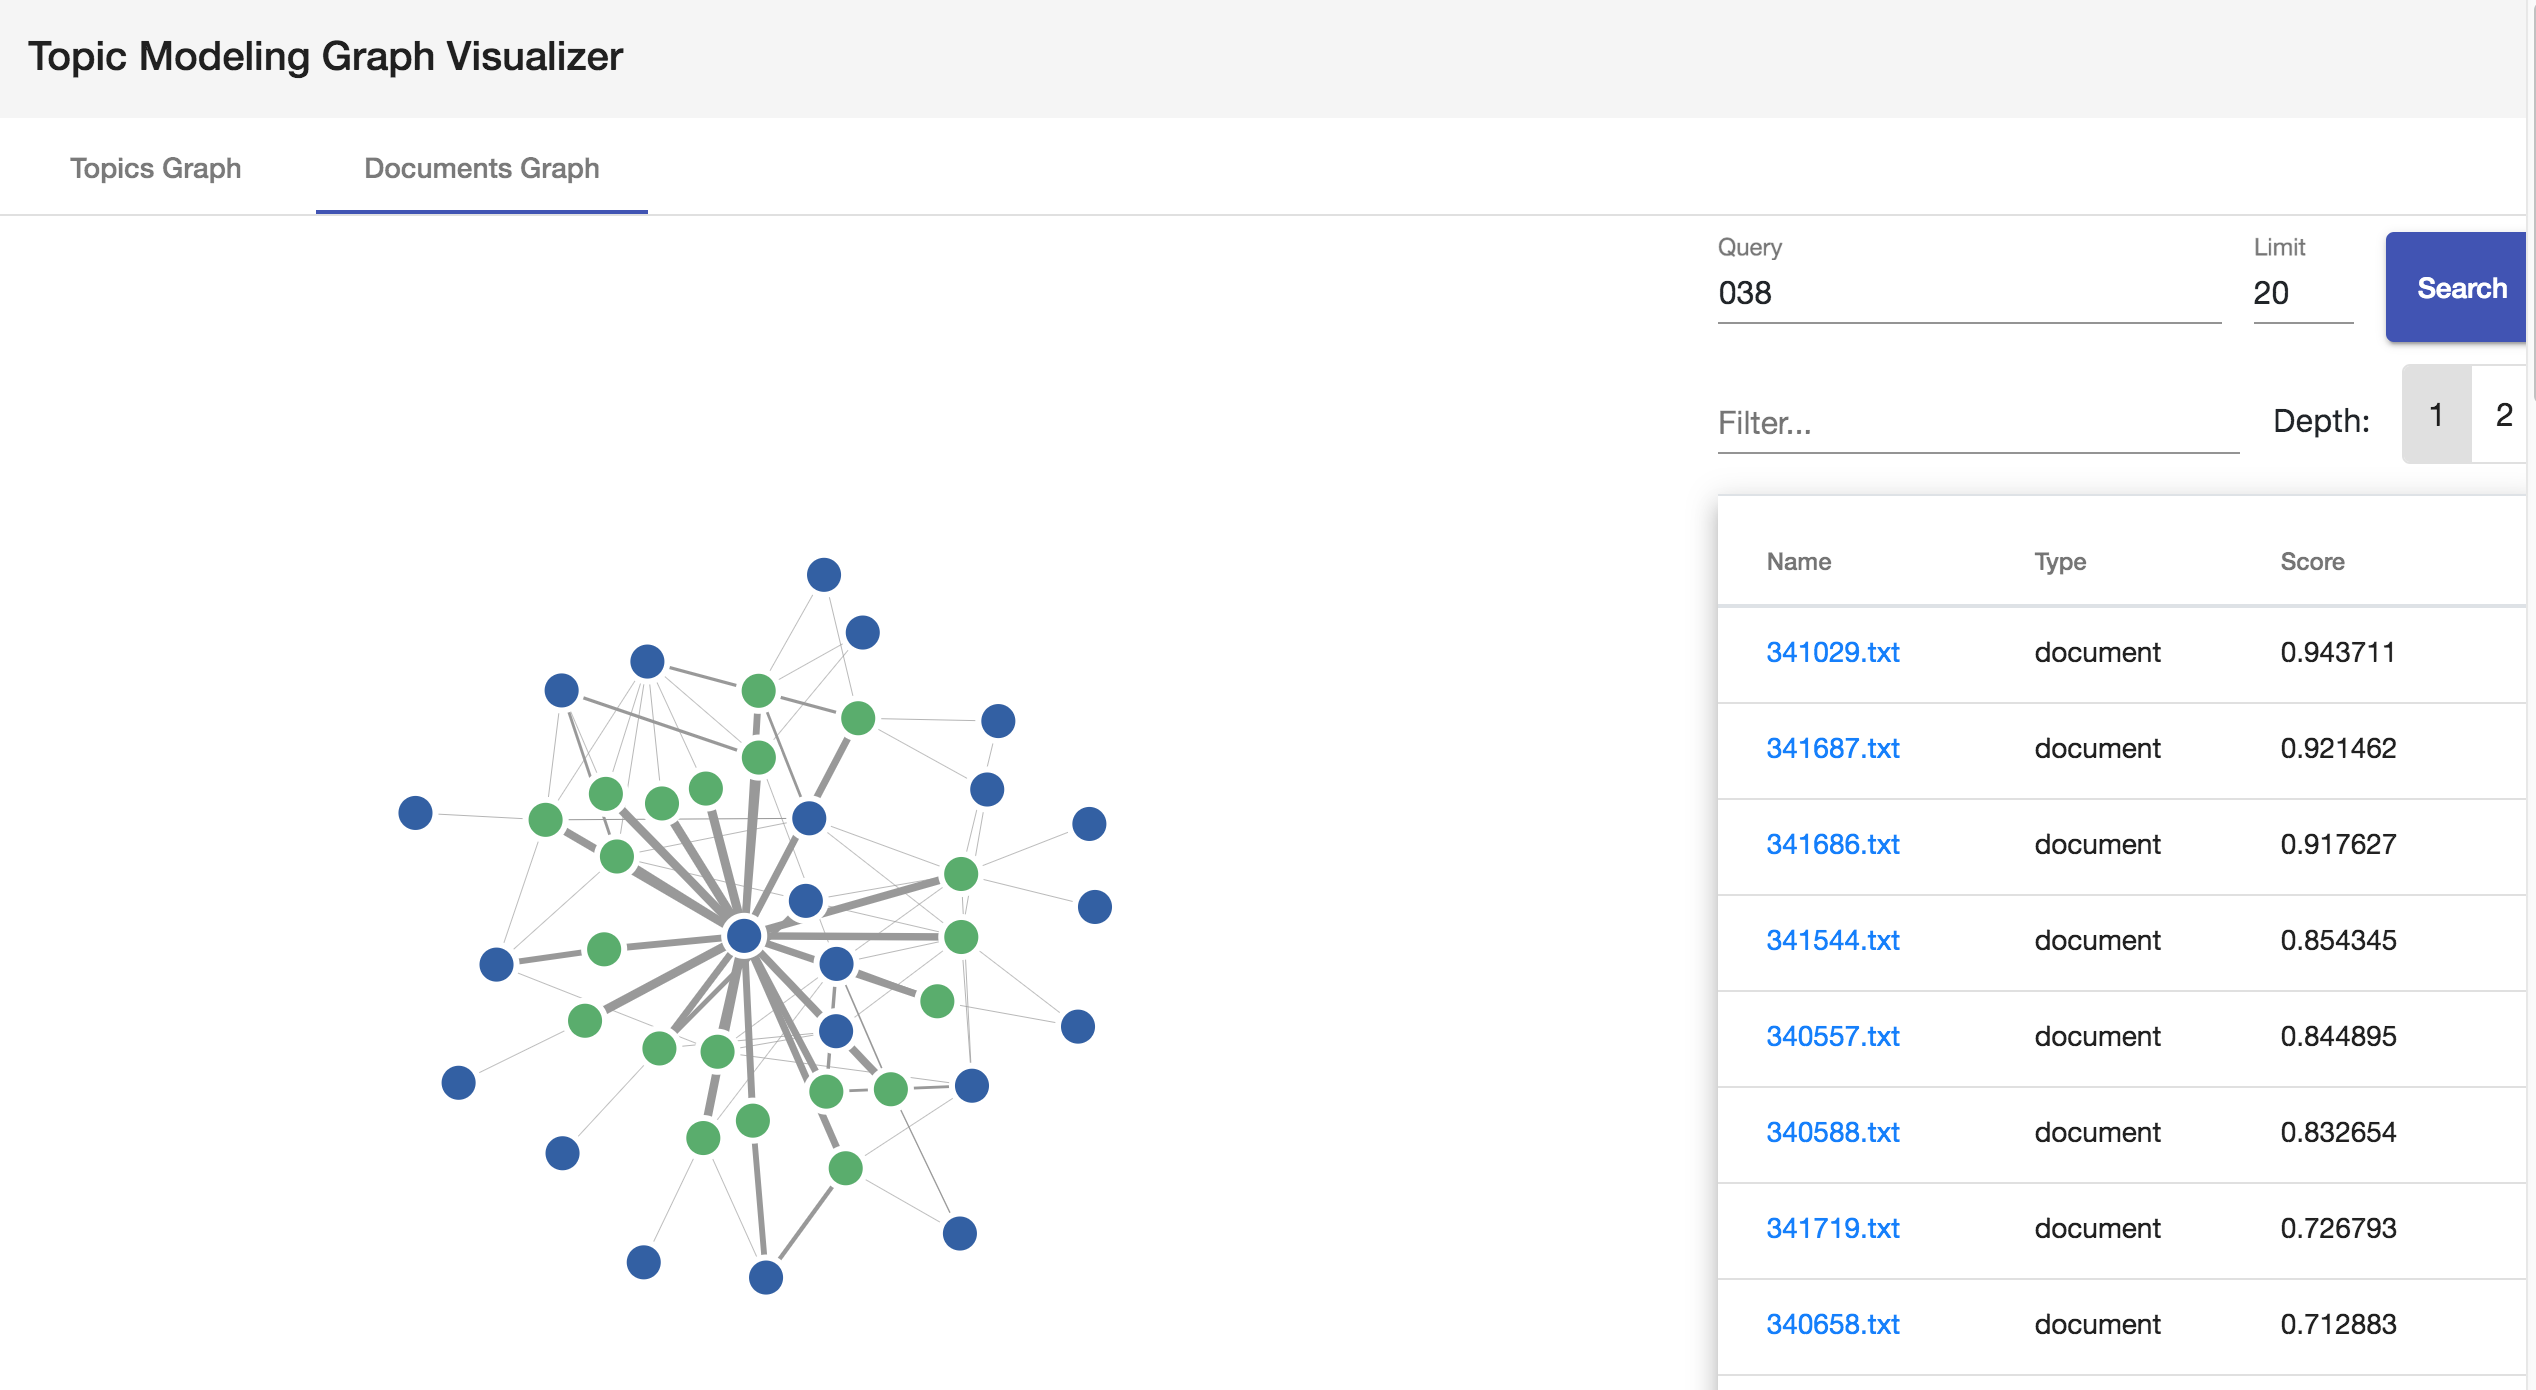 Topic Modeling Graph Visualizer
Topics Graph Documents Graph
Query Limit
038 20 Search
Filter... Depth: 1 2
Name Type Score
341029.txt document 0.943711
341687.txt document 0.921462
341686.txt document 0.917627
341544.txt document 0.854345
340557.txt document 0.844895
340588.txt document 0.832654
341719.txt document 0.726793
340658.txt document 0.712883